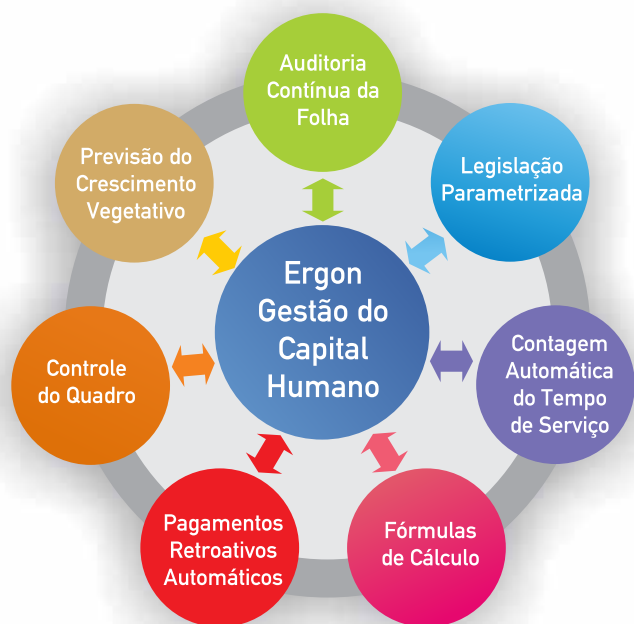 Auditoria
Contínua da
Folha
Legislação
Parametrizada
Contagem
Automática
do Tempo
de Serviço
Fórmulas
de Cálculo
Pagamentos
Retroativos
Automáticos
Controle
do Quadro
Previsão do
Crescimento
Vegetativo
Ergon
Gestão do
Capital
Humano